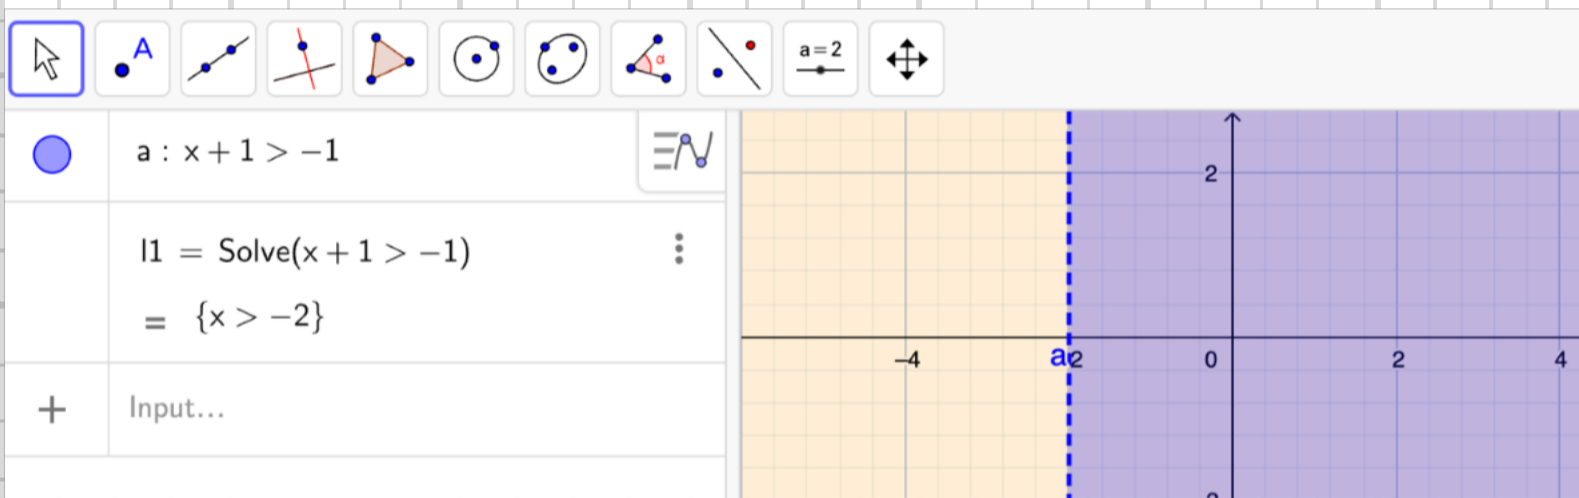 A
α
a=2
a : x + 1 > −1
l1 = Solve(x + 1 > −1)
= {x > −2}
+ Input...
2
−4
a
2
0
2
4